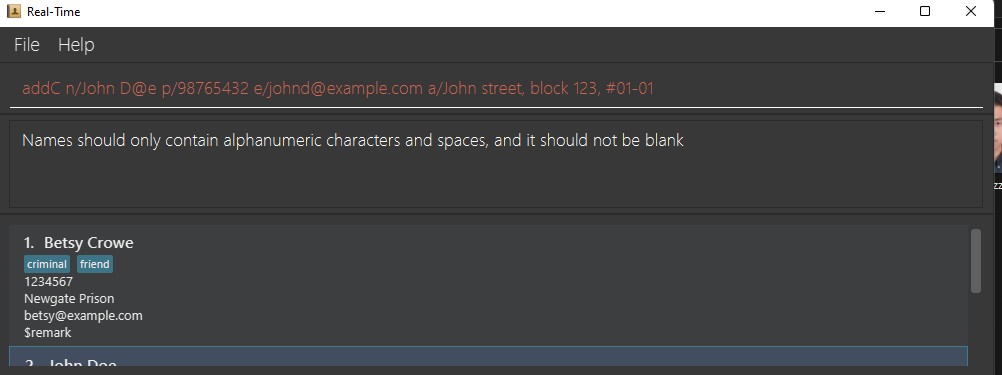 Real-Time
File Help
addC n/John D@e p/98765432 e/johnd@example.com a/John street, block 123, #01-01
Names should only contain alphanumeric characters and spaces, and it should not be blank
1. Betsy Crowe
criminal friend
1234567
Newgate Prison
betsy@example.com
$remark
2. John Doe